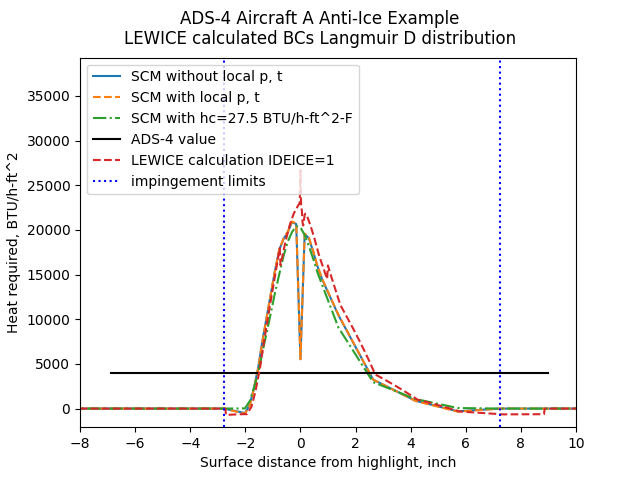 ADS-4 Aircraft A Anti-Ice Example
LEWICE calculated BCs Langmuir D distribution
Heat required, BTU/h-ft^2
35000
30000
25000
20000
15000
10000
5000
0
SCM without local p, t
SCM with local p, t
SCM with hc=27.5 BTU/h-ft^2-F
ADS-4 value
LEWICE calculation IDEICE=1
impingement limits
−8
−6
−4
−2
0
2
4
6
8
10
Surface distance from highlight, inch